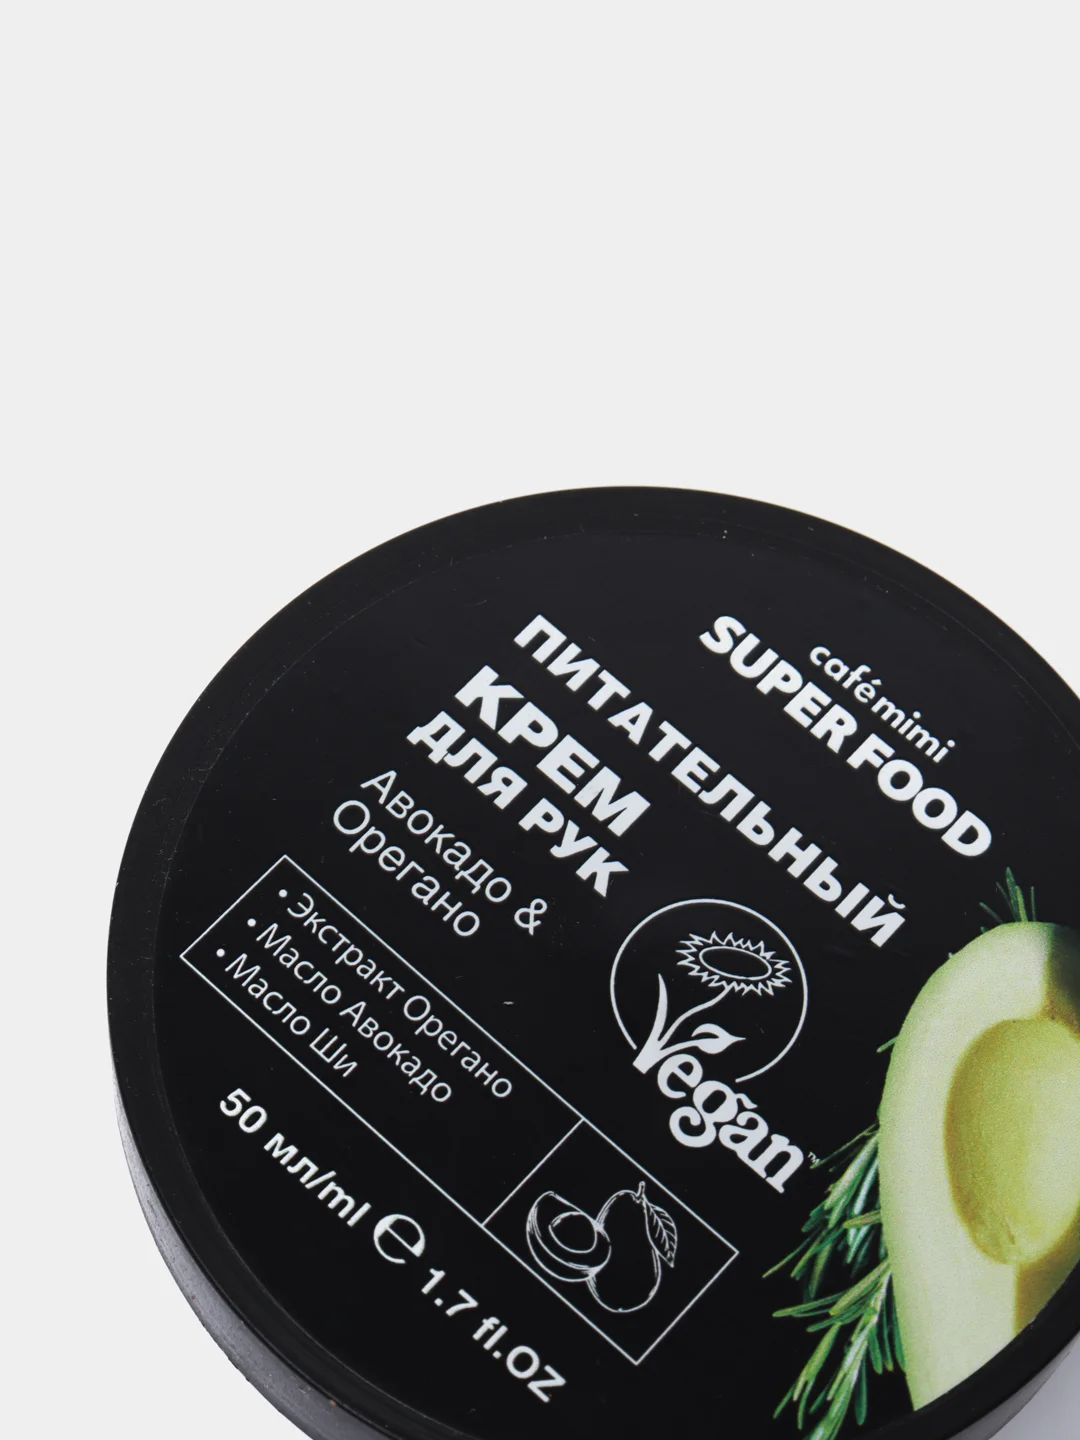 café mimi
SUPER FOOD
ПИТАТЕЛЬНЫЙ
КРЕМ
ДЛЯ РУК
Авокадо &
Орегано
• Экстракт Орегано
• Масло Авокадо
• Масло Ши
Vegan™
50 мл/ml ℮ 1.7 fl.OZ